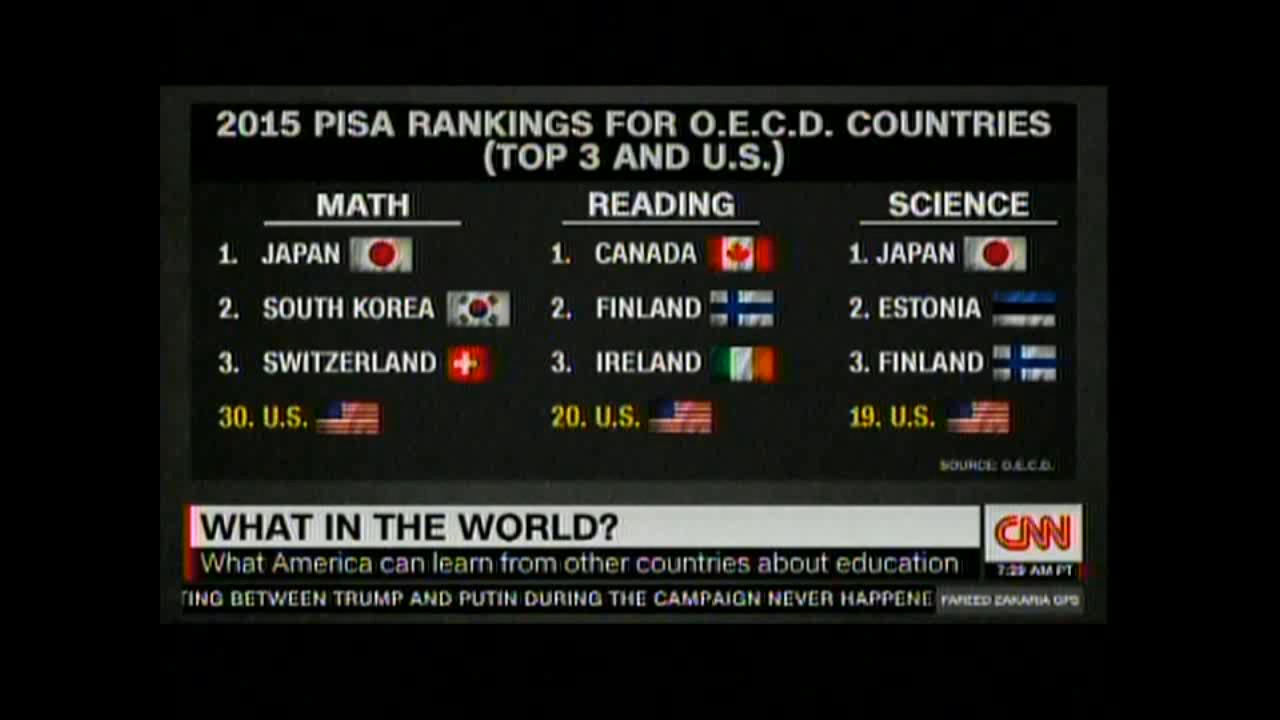 2015 PISA RANKINGS FOR O.E.C.D. COUNTRIES
(TOP 3 AND U.S.)
MATH
1. JAPAN
2. SOUTH KOREA
3. SWITZERLAND
30. U.S.
READING
1. CANADA
2. FINLAND
3. IRELAND
20. U.S.
SCIENCE
1. JAPAN
2. ESTONIA
3. FINLAND
19. U.S.
SOURCE: O.E.C.D.
WHAT IN THE WORLD?
What America can learn from other countries about education
CNN
7:29 AM PT
TING BETWEEN TRUMP AND PUTIN DURING THE CAMPAIGN NEVER HAPPENE
FAREED ZAKARIA GPS